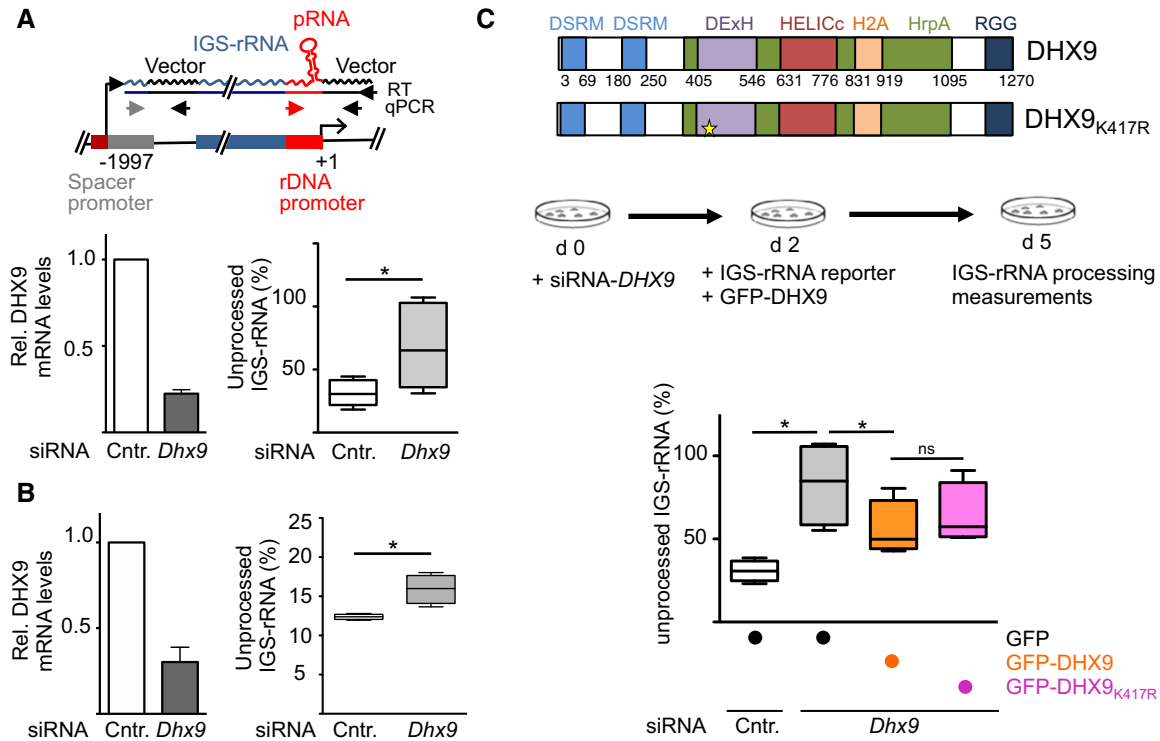 A
pRNA
IGS-rRNA
Vector
Vector
RT
qPCR
-1997
+1
Spacer
promoter
rDNA
promoter
Rel. DHX9
mRNA levels
1.0
0.5
siRNA
Cntr.
Dhx9
Unprocessed
IGS-rRNA (%)
*
100
50
siRNA
Cntr.
Dhx9
B
Rel. DHX9
mRNA levels
1.0
0.5
siRNA
Cntr.
Dhx9
Unprocessed
IGS-rRNA (%)
25
20
15
10
5
*
siRNA
Cntr.
Dhx9
C
DSRM DSRM DExH HELICc H2A HrpA RGG
DHX9
3 69 180 250 405 546 631 776 831 919 1095 1270
DHX9K417R
d 0
+ siRNA-DHX9
d 2
+ IGS-rRNA reporter
+ GFP-DHX9
d 5
IGS-rRNA processing
measurements
unprocessed IGS-rRNA (%)
100
50
*
*
ns
GFP
GFP-DHX9
GFP-DHX9K417R
siRNA
Cntr.
Dhx9